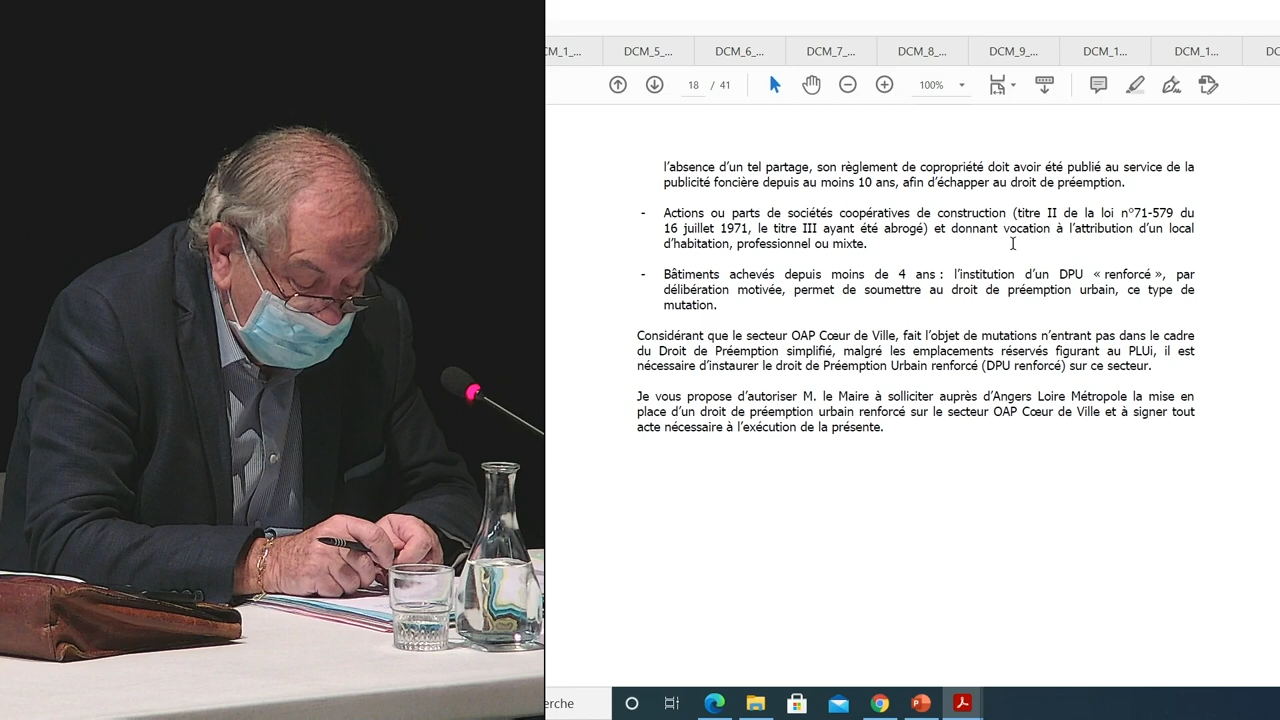 CM_1_...
DCM_5_...
DCM_6_...
DCM_7_...
DCM_8_...
DCM_9_...
DCM_1...
DCM_1...
DC
18 / 41
100%
l'absence d'un tel partage, son règlement de copropriété doit avoir été publié au service de la
publicité foncière depuis au moins 10 ans, afin d'échapper au droit de préemption.
- Actions ou parts de sociétés coopératives de construction (titre II de la loi n°71-579 du
16 juillet 1971, le titre III ayant été abrogé) et donnant vocation à l'attribution d'un local
d'habitation, professionnel ou mixte.
- Bâtiments achevés depuis moins de 4 ans : l'institution d'un DPU « renforcé », par
délibération motivée, permet de soumettre au droit de préemption urbain, ce type de
mutation.
Considérant que le secteur OAP Cœur de Ville, fait l'objet de mutations n'entrant pas dans le cadre
du Droit de Préemption simplifié, malgré les emplacements réservés figurant au PLUi, il est
nécessaire d'instaurer le droit de Préemption Urbain renforcé (DPU renforcé) sur ce secteur.
Je vous propose d'autoriser M. le Maire à solliciter auprès d'Angers Loire Métropole la mise en
place d'un droit de préemption urbain renforcé sur le secteur OAP Cœur de Ville et à signer tout
acte nécessaire à l'exécution de la présente.
erche